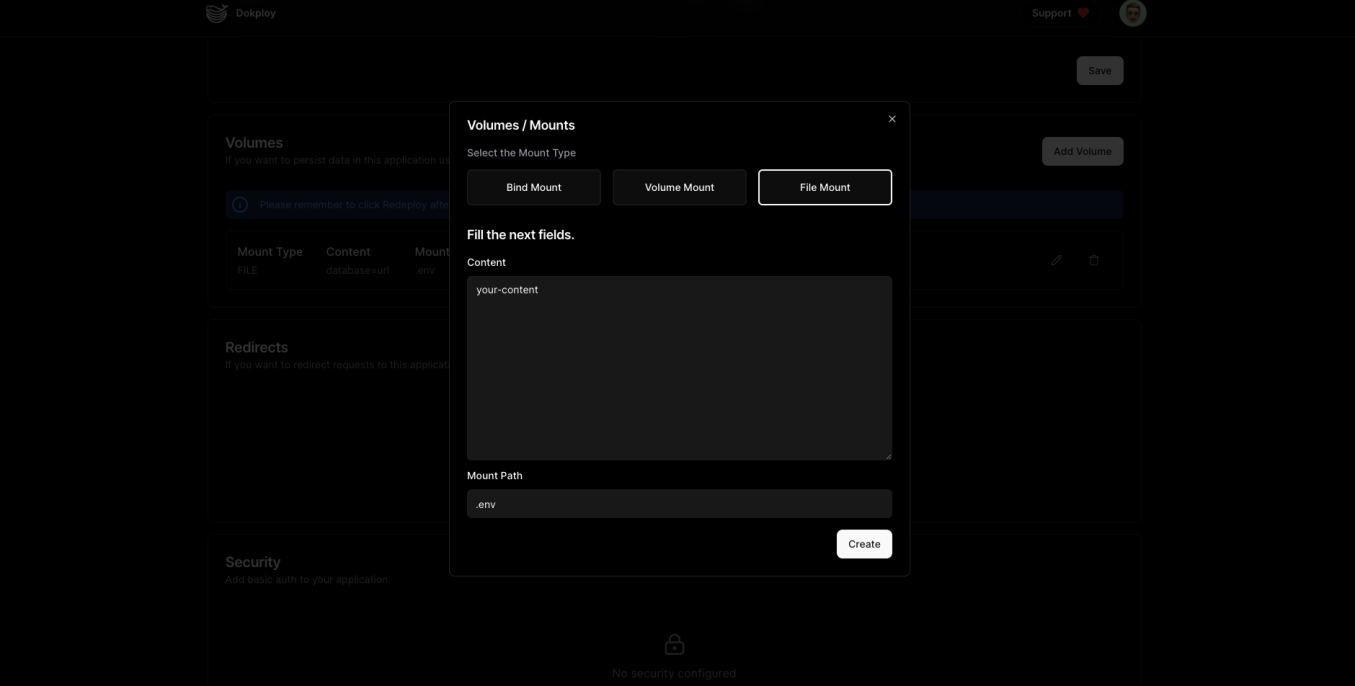 Dokploy
Support
Save
Volumes / Mounts
Select the Mount Type
Bind Mount
Volume Mount
File Mount
Fill the next fields.
Content
your-content
Mount Path
.env
Create
Volumes
If you want to persist data in this application us
Add Volume
Please remember to click Redeploy afte
Mount Type Content Mount
FILE database=url .env
Redirects
If you want to redirect requests to this applicati
Security
Add basic auth to your application
No security configured